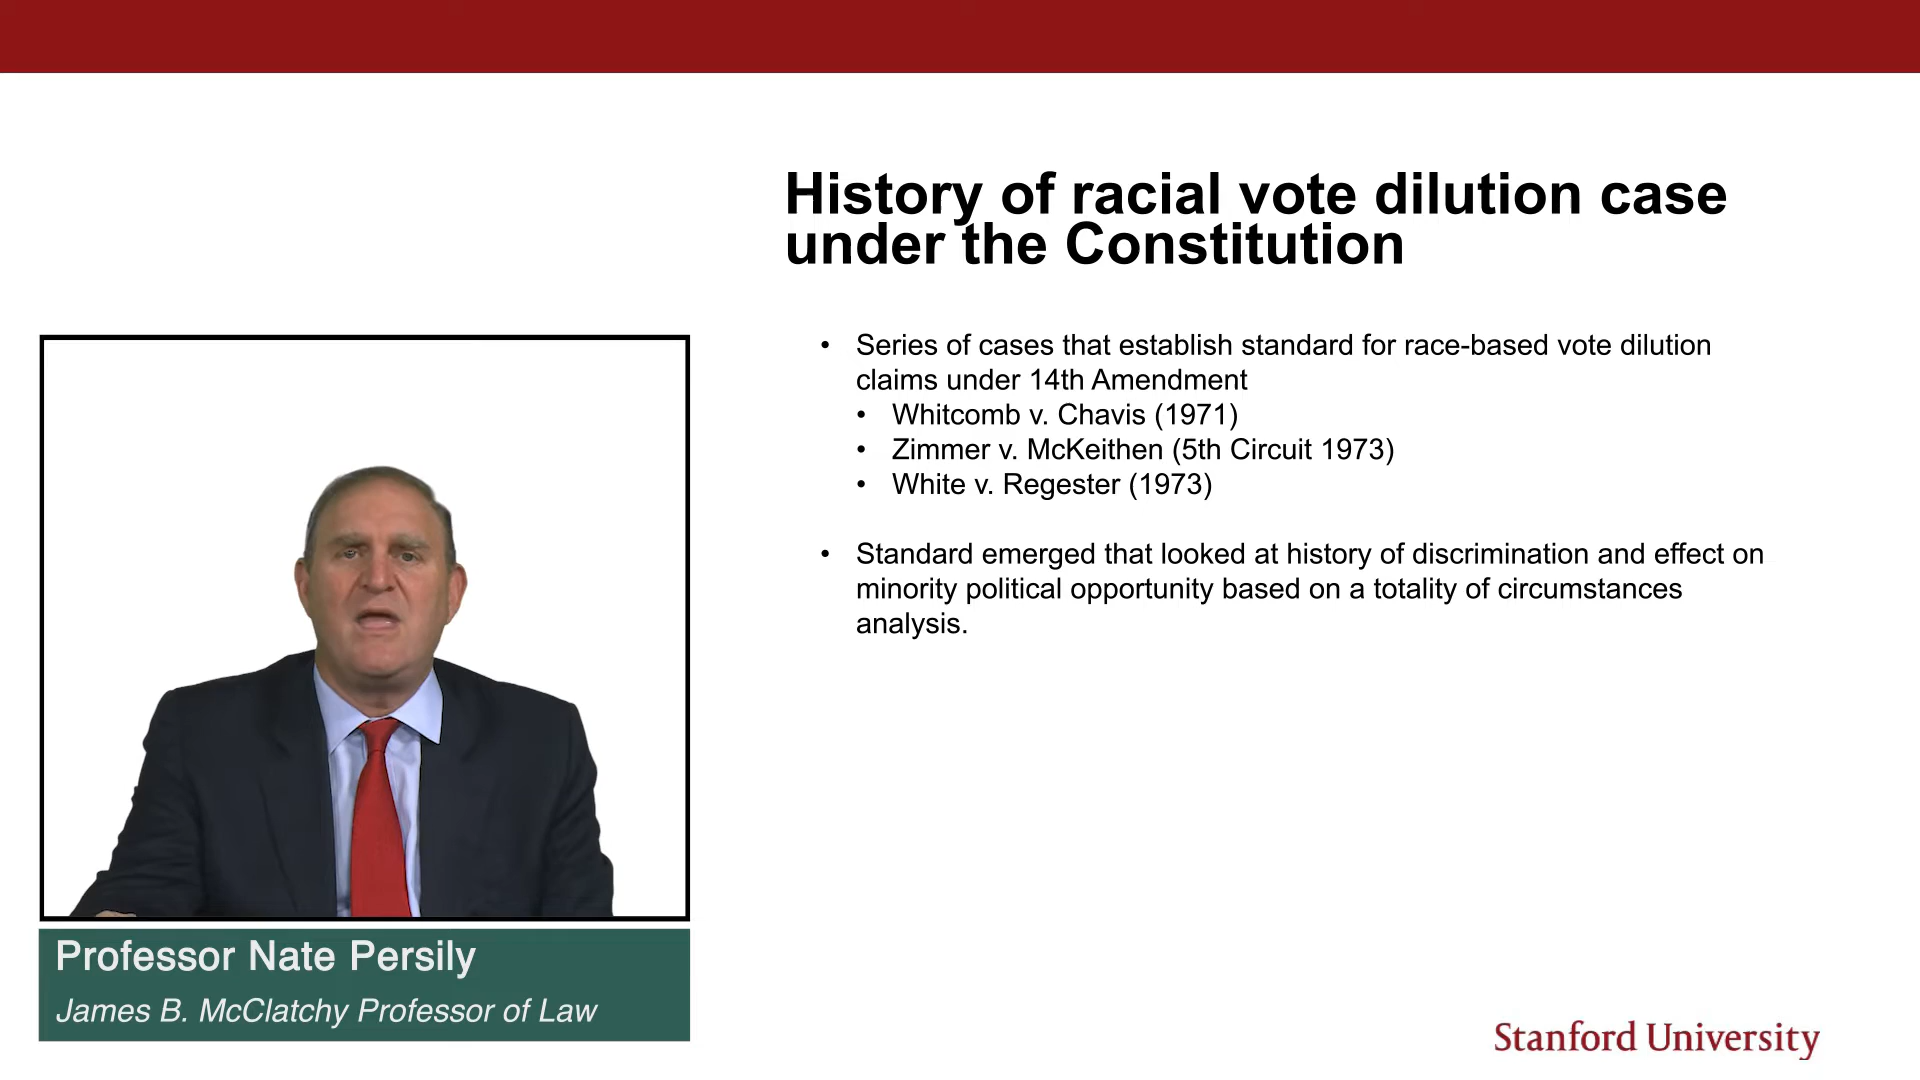 History of racial vote dilution case
under the Constitution
• Series of cases that establish standard for race-based vote dilution
claims under 14th Amendment
• Whitcomb v. Chavis (1971)
• Zimmer v. McKeithen (5th Circuit 1973)
• White v. Regester (1973)
• Standard emerged that looked at history of discrimination and effect on
minority political opportunity based on a totality of circumstances
analysis.
Professor Nate Persily
James B. McClatchy Professor of Law
Stanford University